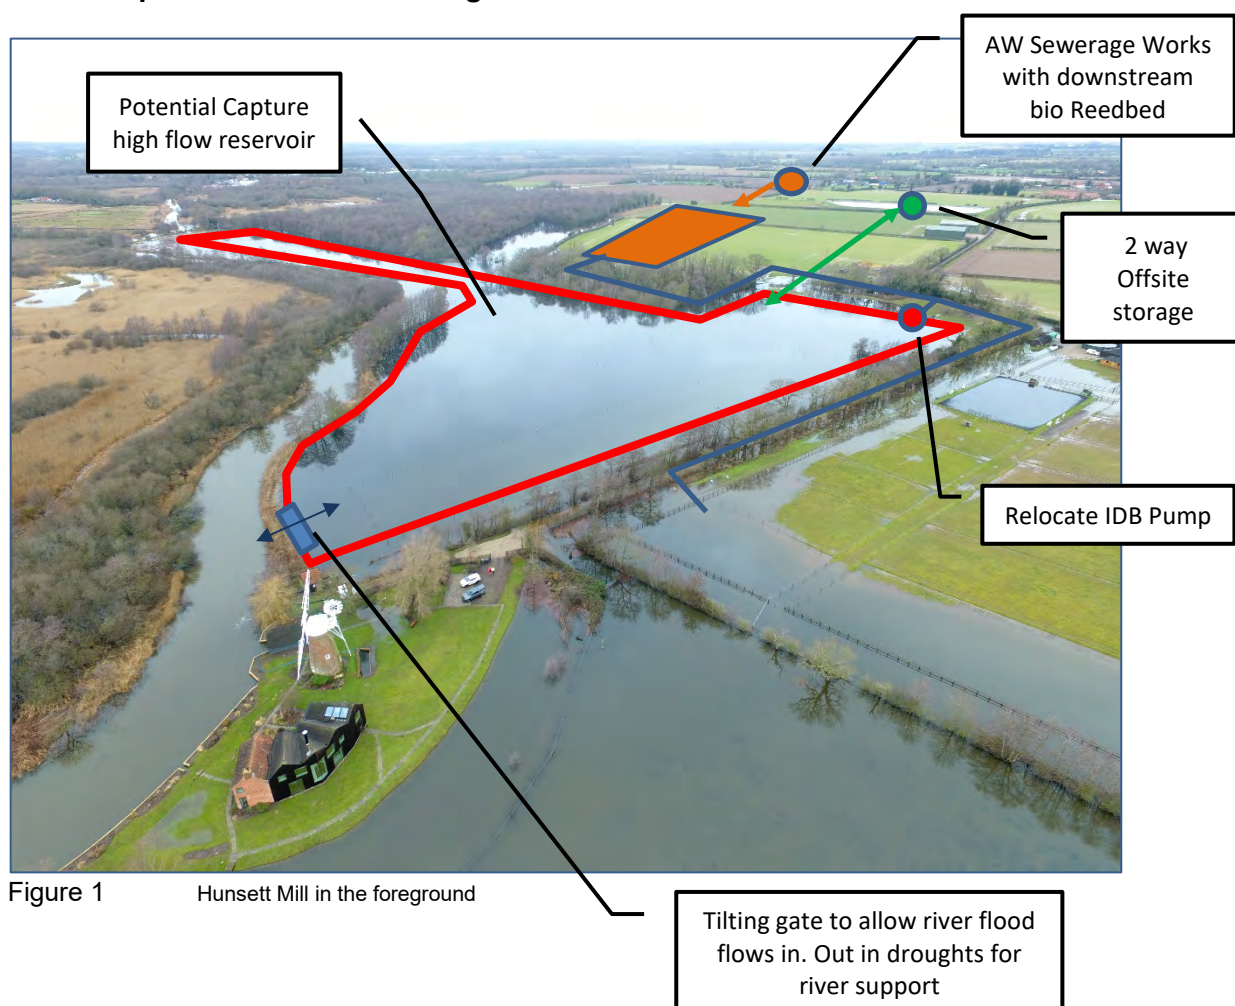 AW Sewerage Works
with downstream
bio Reedbed
Potential Capture
high flow reservoir
2 way
Offsite
storage
Relocate IDB Pump
Figure 1 Hunsett Mill in the foreground
Tilting gate to allow river flood
flows in. Out in droughts for
river support